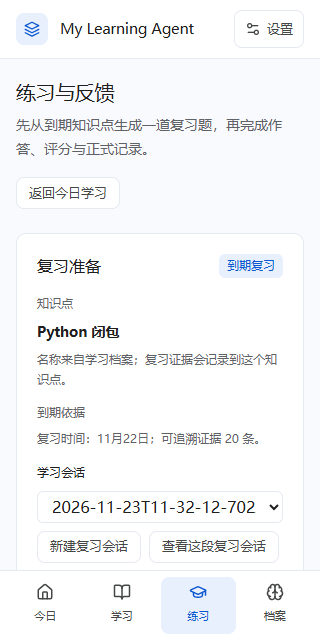 My Learning Agent
设置
练习与反馈
先从到期知识点生成一道复习题，再完成作
答、评分与正式记录。
返回今日学习
复习准备
到期复习
知识点
Python 闭包
名称来自学习档案；复习证据会记录到这个知
识点。
到期依据
复习时间：11月22日；可追溯证据 20 条。
学习会话
2026-11-23T11-32-12-702
新建复习会话
查看这段复习会话
今日
学习
练习
档案